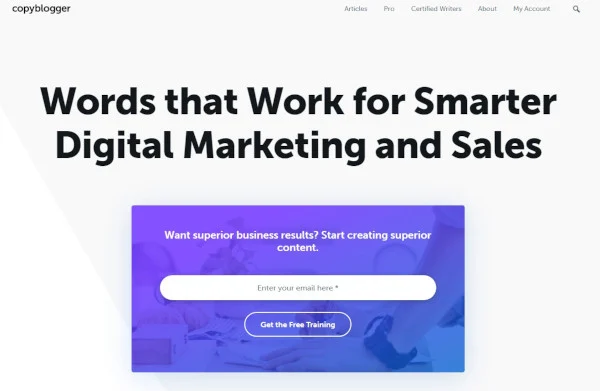 copyblogger
Articles Pro Certified Writers About My Account
Words that Work for Smarter
Digital Marketing and Sales
Want superior business results? Start creating superior
content.
Enter your email here *
Get the Free Training